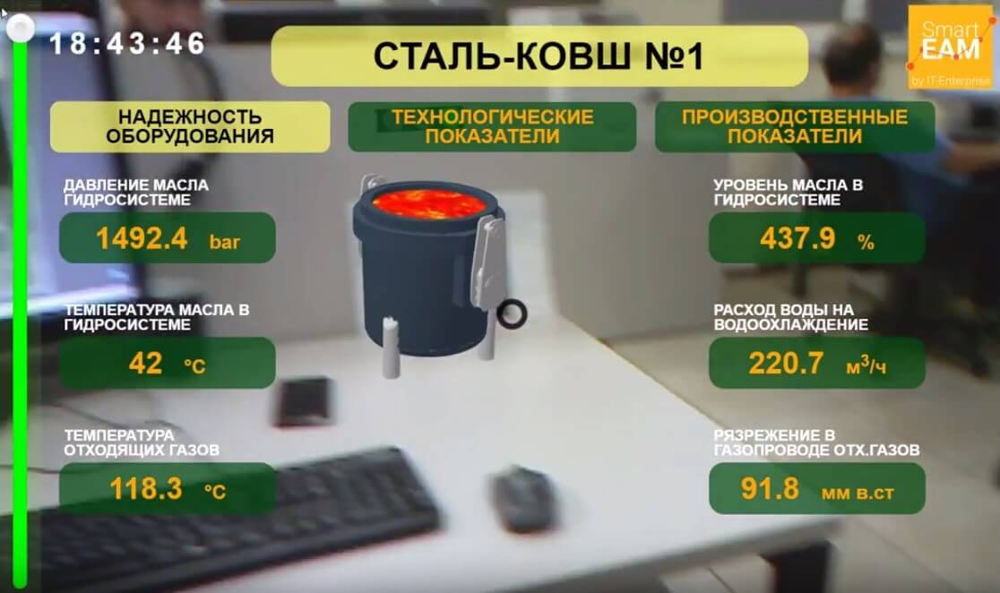 18:43:46
СТАЛЬ-КОВШ №1
Smart
EAM
by IT-Enterprise
НАДЕЖНОСТЬ
ОБОРУДОВАНИЯ
ТЕХНОЛОГИЧЕСКИЕ
ПОКАЗАТЕЛИ
ПРОИЗВОДСТВЕННЫЕ
ПОКАЗАТЕЛИ
ДАВЛЕНИЕ МАСЛА
ГИДРОСИСТЕМЕ
1492.4 bar
УРОВЕНЬ МАСЛА В
ГИДРОСИСТЕМЕ
437.9 %
ТЕМПЕРАТУРА МАСЛА В
ГИДРОСИСТЕМЕ
42 °C
РАСХОД ВОДЫ НА
ВОДООХЛАЖДЕНИЕ
220.7 м³/ч
ТЕМПЕРАТУРА
ОТХОДЯЩИХ ГАЗОВ
118.3 °C
РЯЗРЕЖЕНИЕ В
ГАЗОПРОВОДЕ ОТХ.ГАЗОВ
91.8 мм в.ст